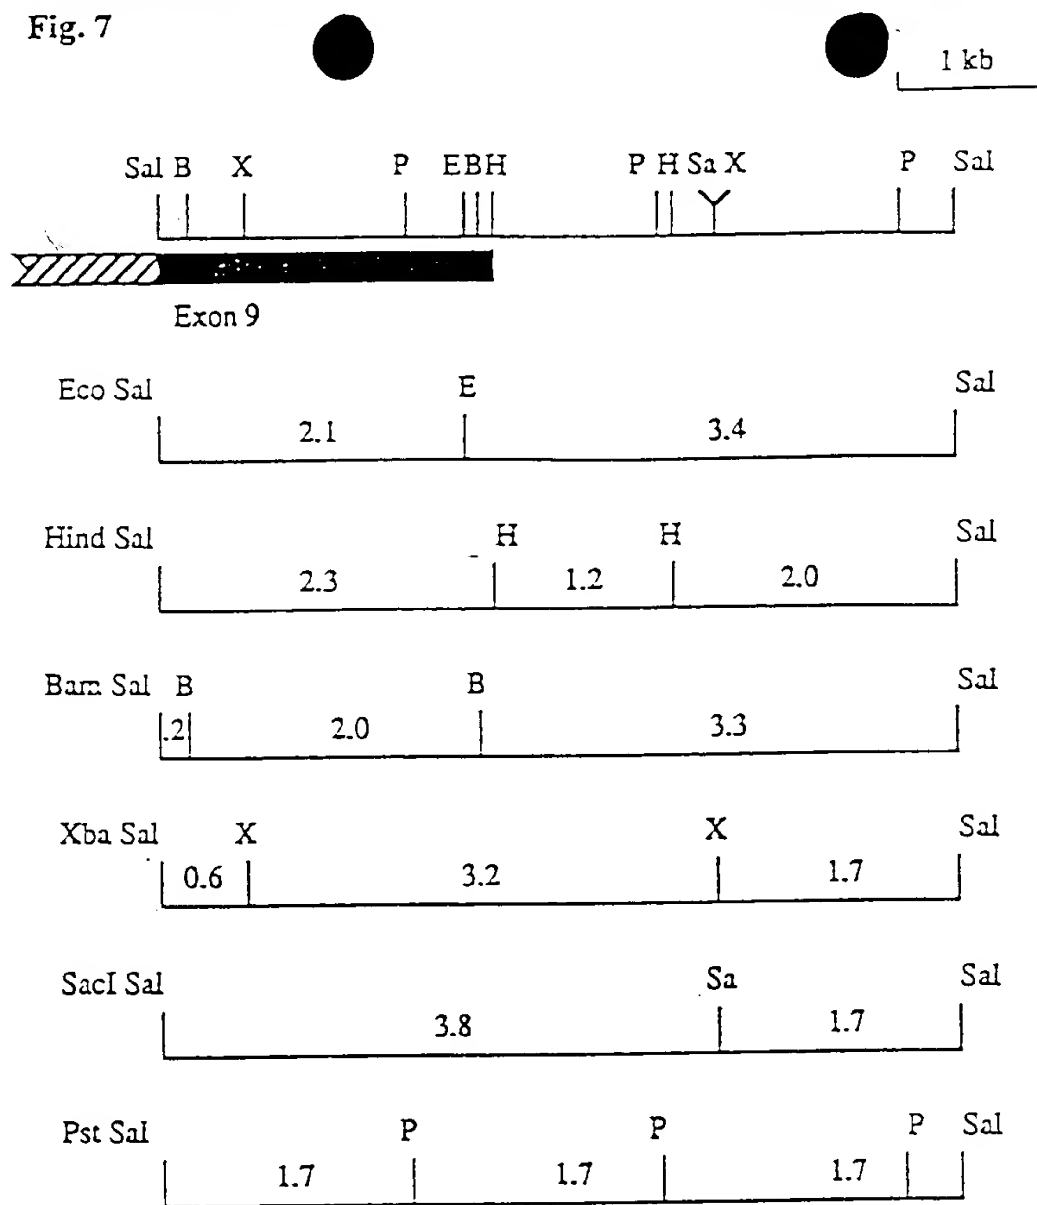 Fig. 7
1 kb
Sal B X P E B H P H Sa X P Sal
Exon 9
Eco Sal E Sal
2.1 3.4
Hind Sal H H Sal
2.3 1.2 2.0
Bam Sal B B Sal
.2 2.0 3.3
Xba Sal X X Sal
0.6 3.2 1.7
SacI Sal Sa Sal
3.8 1.7
Pst Sal P P P Sal
1.7 1.7 1.7